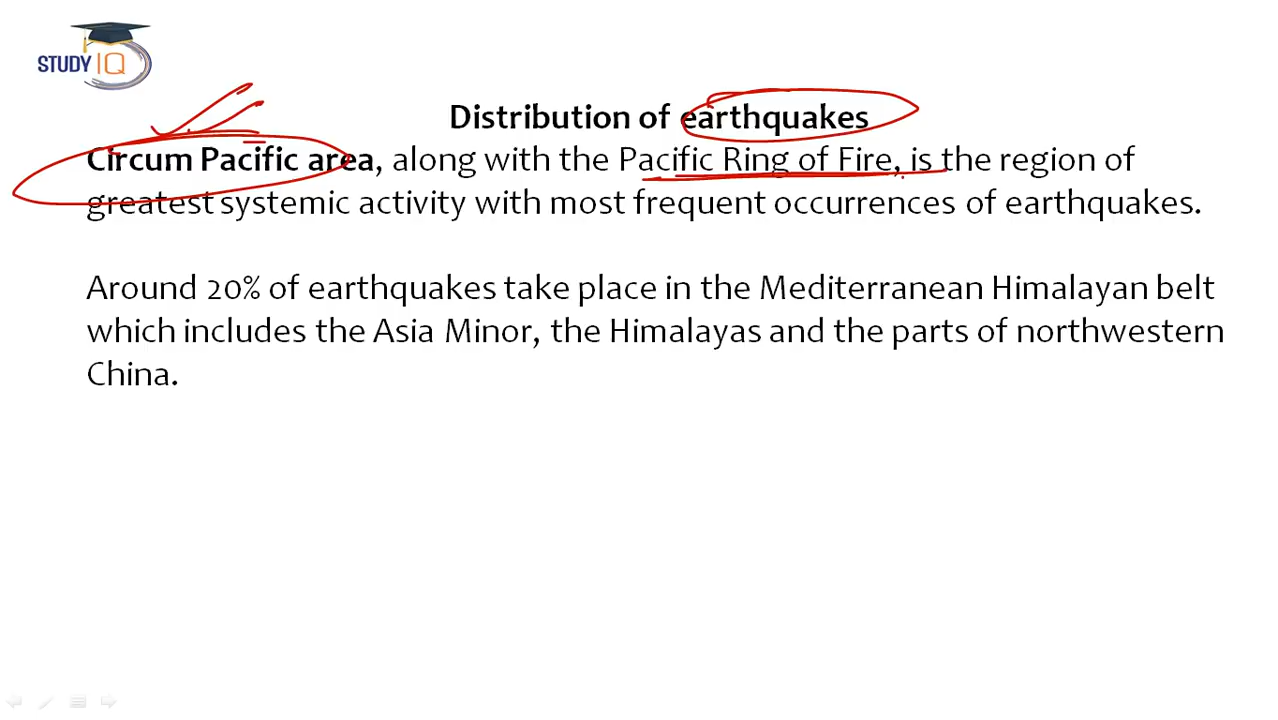 STUDY IQ
Distribution of earthquakes
Circum Pacific area, along with the Pacific Ring of Fire, is the region of
greatest systemic activity with most frequent occurrences of earthquakes.
Around 20% of earthquakes take place in the Mediterranean Himalayan belt
which includes the Asia Minor, the Himalayas and the parts of northwestern
China.